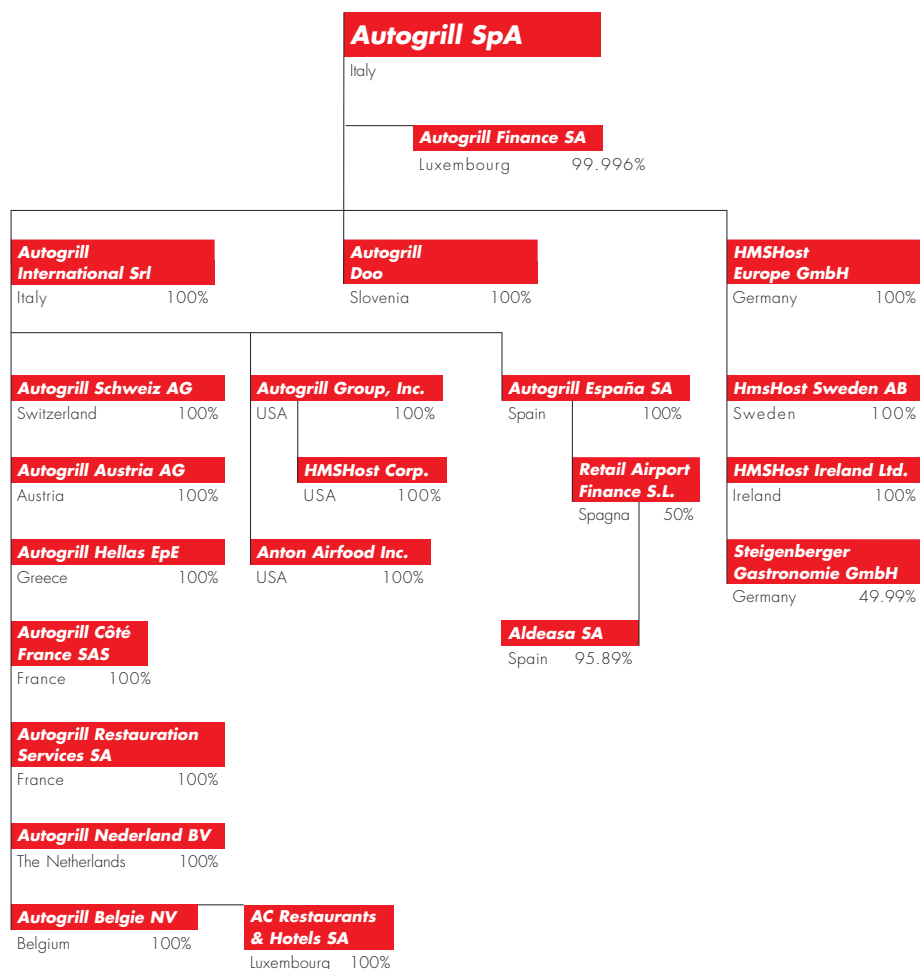 Autogrill SpA
Italy
Autogrill Finance SA
Luxembourg 99.996%
Autogrill
International Srl
Italy 100%
Autogrill
Doo
Slovenia 100%
HMSHost
Europe GmbH
Germany 100%
Autogrill Schweiz AG
Switzerland 100%
Autogrill Group, Inc.
USA 100%
Autogrill España SA
Spain 100%
HmsHost Sweden AB
Sweden 100%
Autogrill Austria AG
Austria 100%
HMSHost Corp.
USA 100%
Retail Airport
Finance S.L.
Spagna 50%
HMSHost Ireland Ltd.
Ireland 100%
Autogrill Hellas EpE
Greece 100%
Anton Airfood Inc.
USA 100%
Steigenberger
Gastronomie GmbH
Germany 49.99%
Autogrill Côté
France SAS
France 100%
Aldeasa SA
Spain 95.89%
Autogrill Restauration
Services SA
France 100%
Autogrill Nederland BV
The Netherlands 100%
Autogrill Belgie NV
Belgium 100%
AC Restaurants
& Hotels SA
Luxembourg 100%